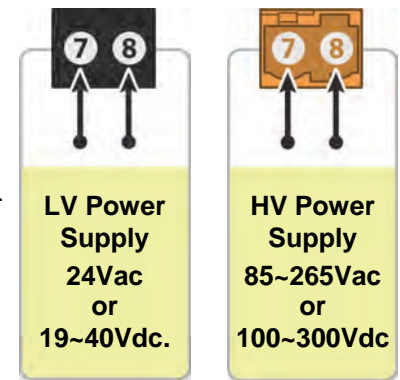 7 8
LV Power
Supply
24Vac
or
19~40Vdc.
7 8
HV Power
Supply
85~265Vac
or
100~300Vdc